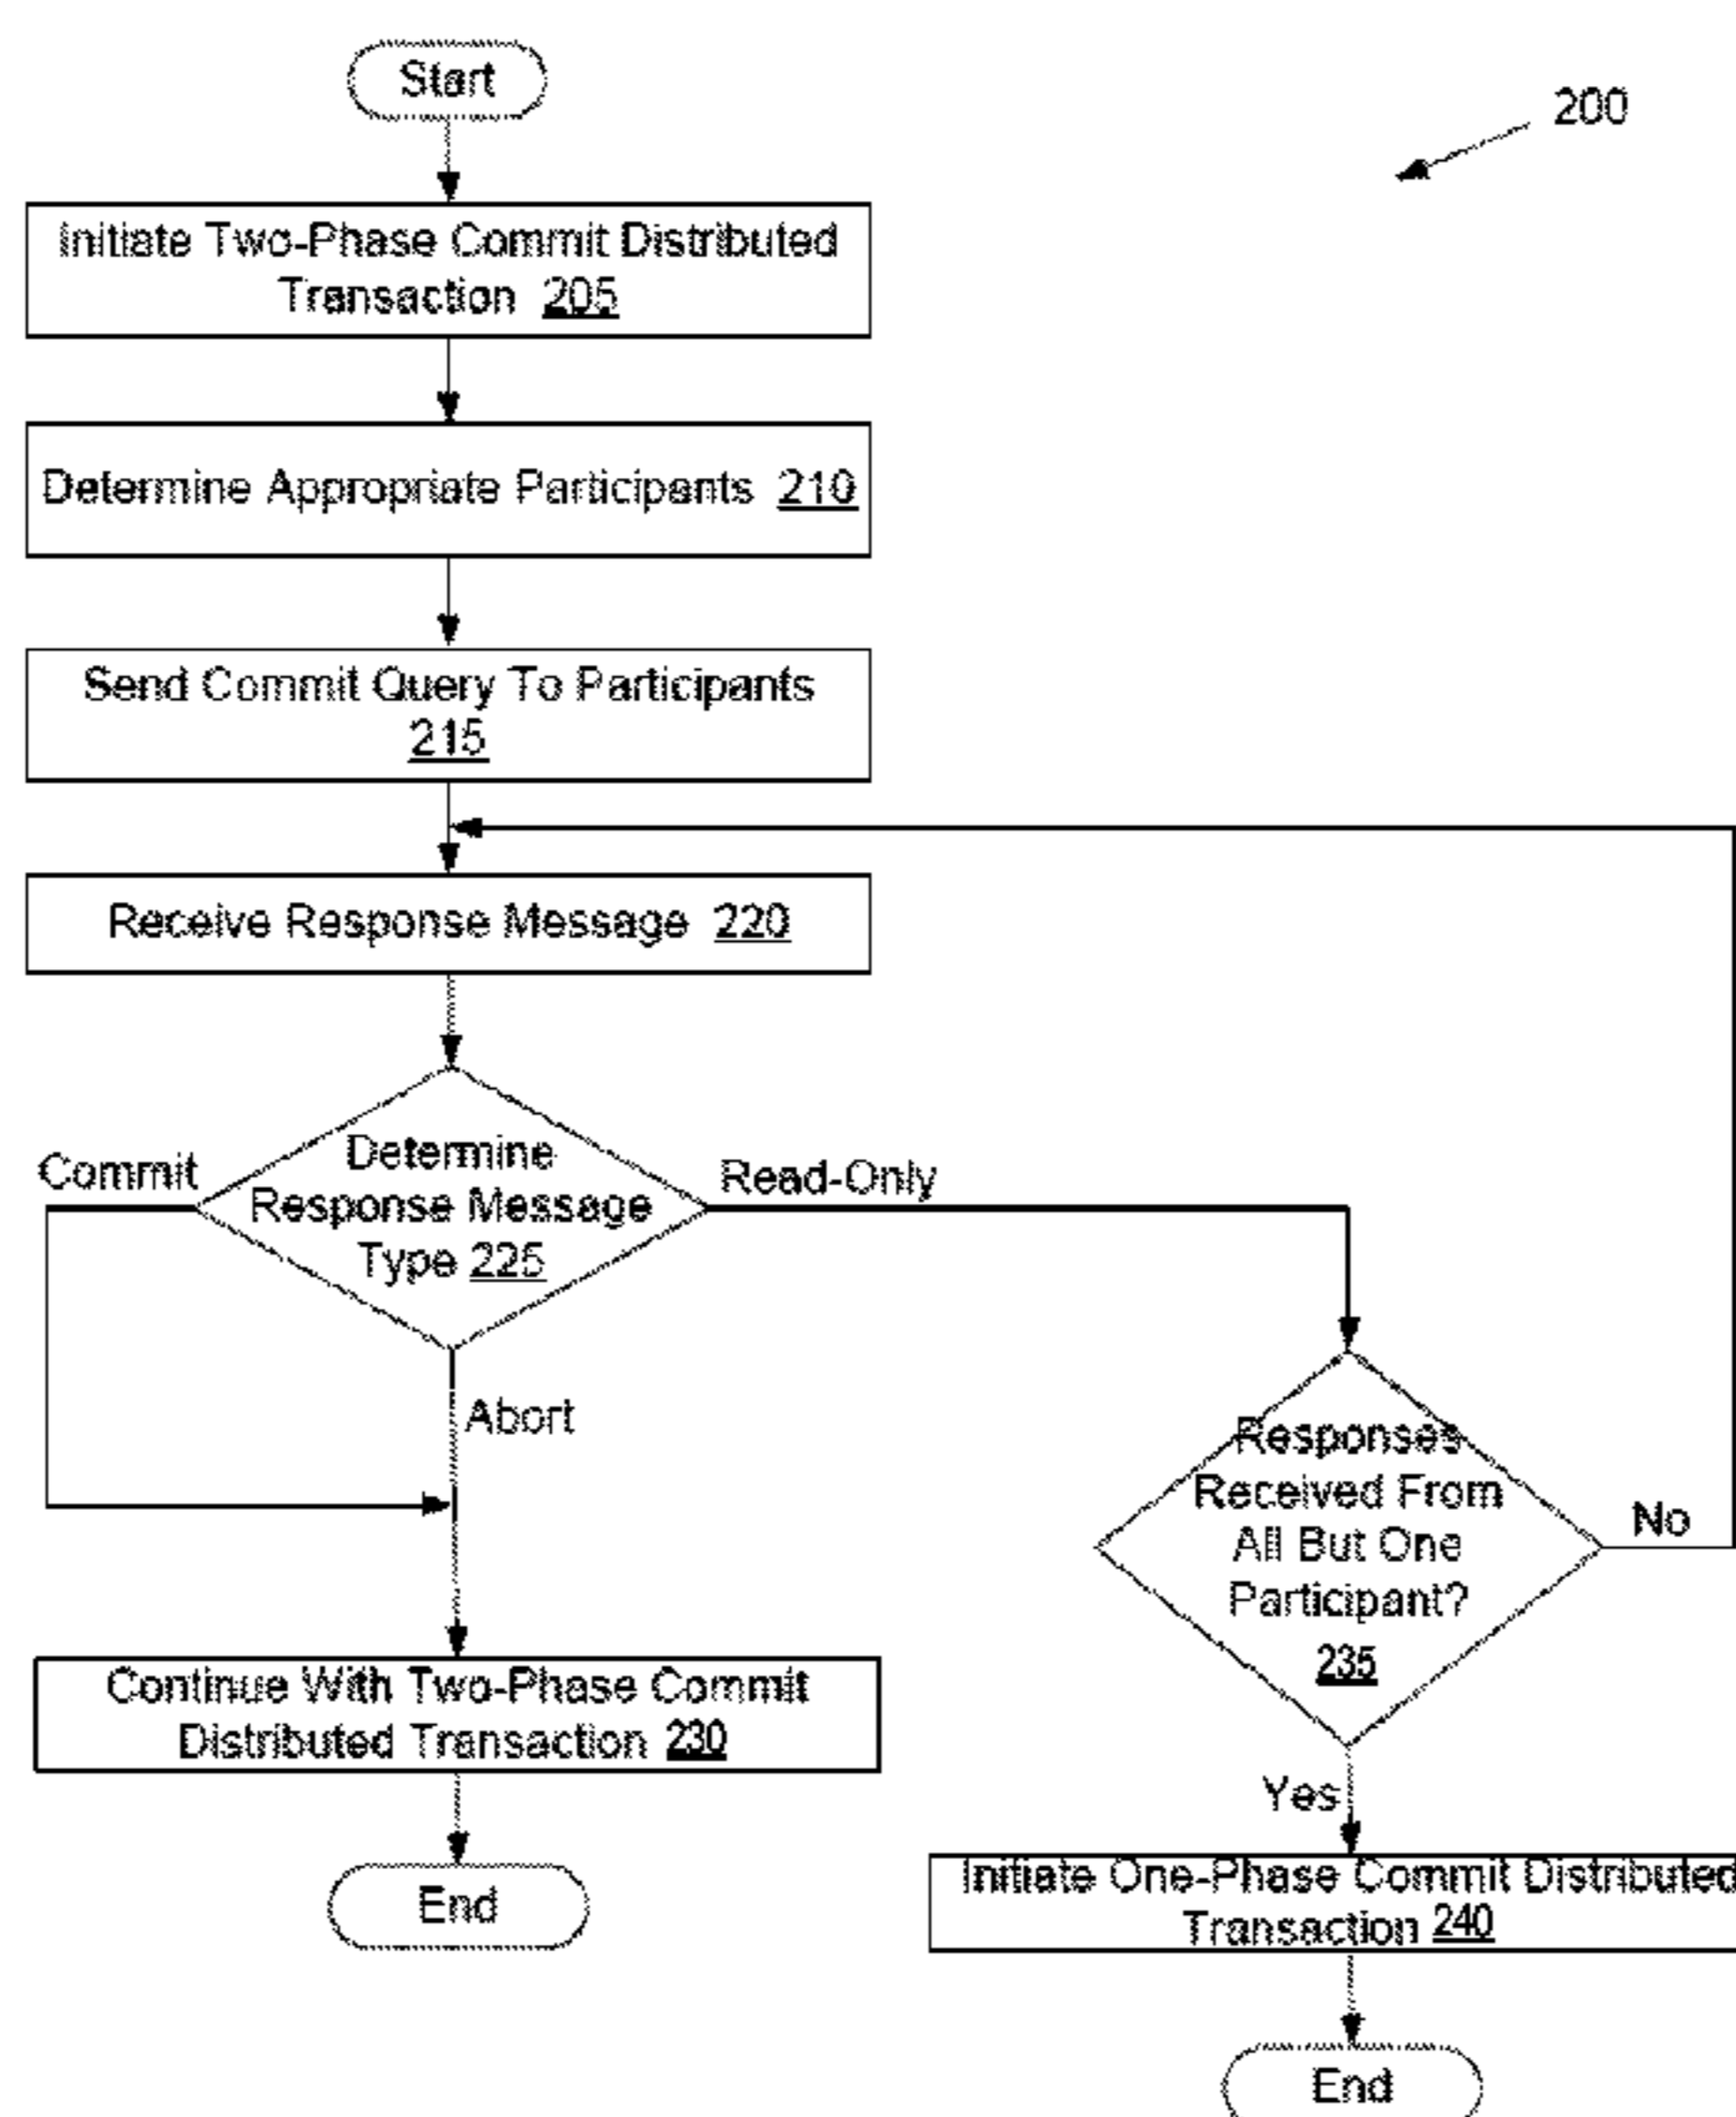 Start
200
Initiate Two-Phase Commit Distributed
Transaction 205
Determine Appropriate Participants 210
Send Commit Query To Participants
215
Receive Response Message 220
Commit
Determine
Response Message
Type 225
Read-Only
Abort
Responses
Received From
All But One
Participant?
235
No
Continue With Two-Phase Commit
Distributed Transaction 230
Yes
Initiate One-Phase Commit Distributed
Transaction 240
End
End